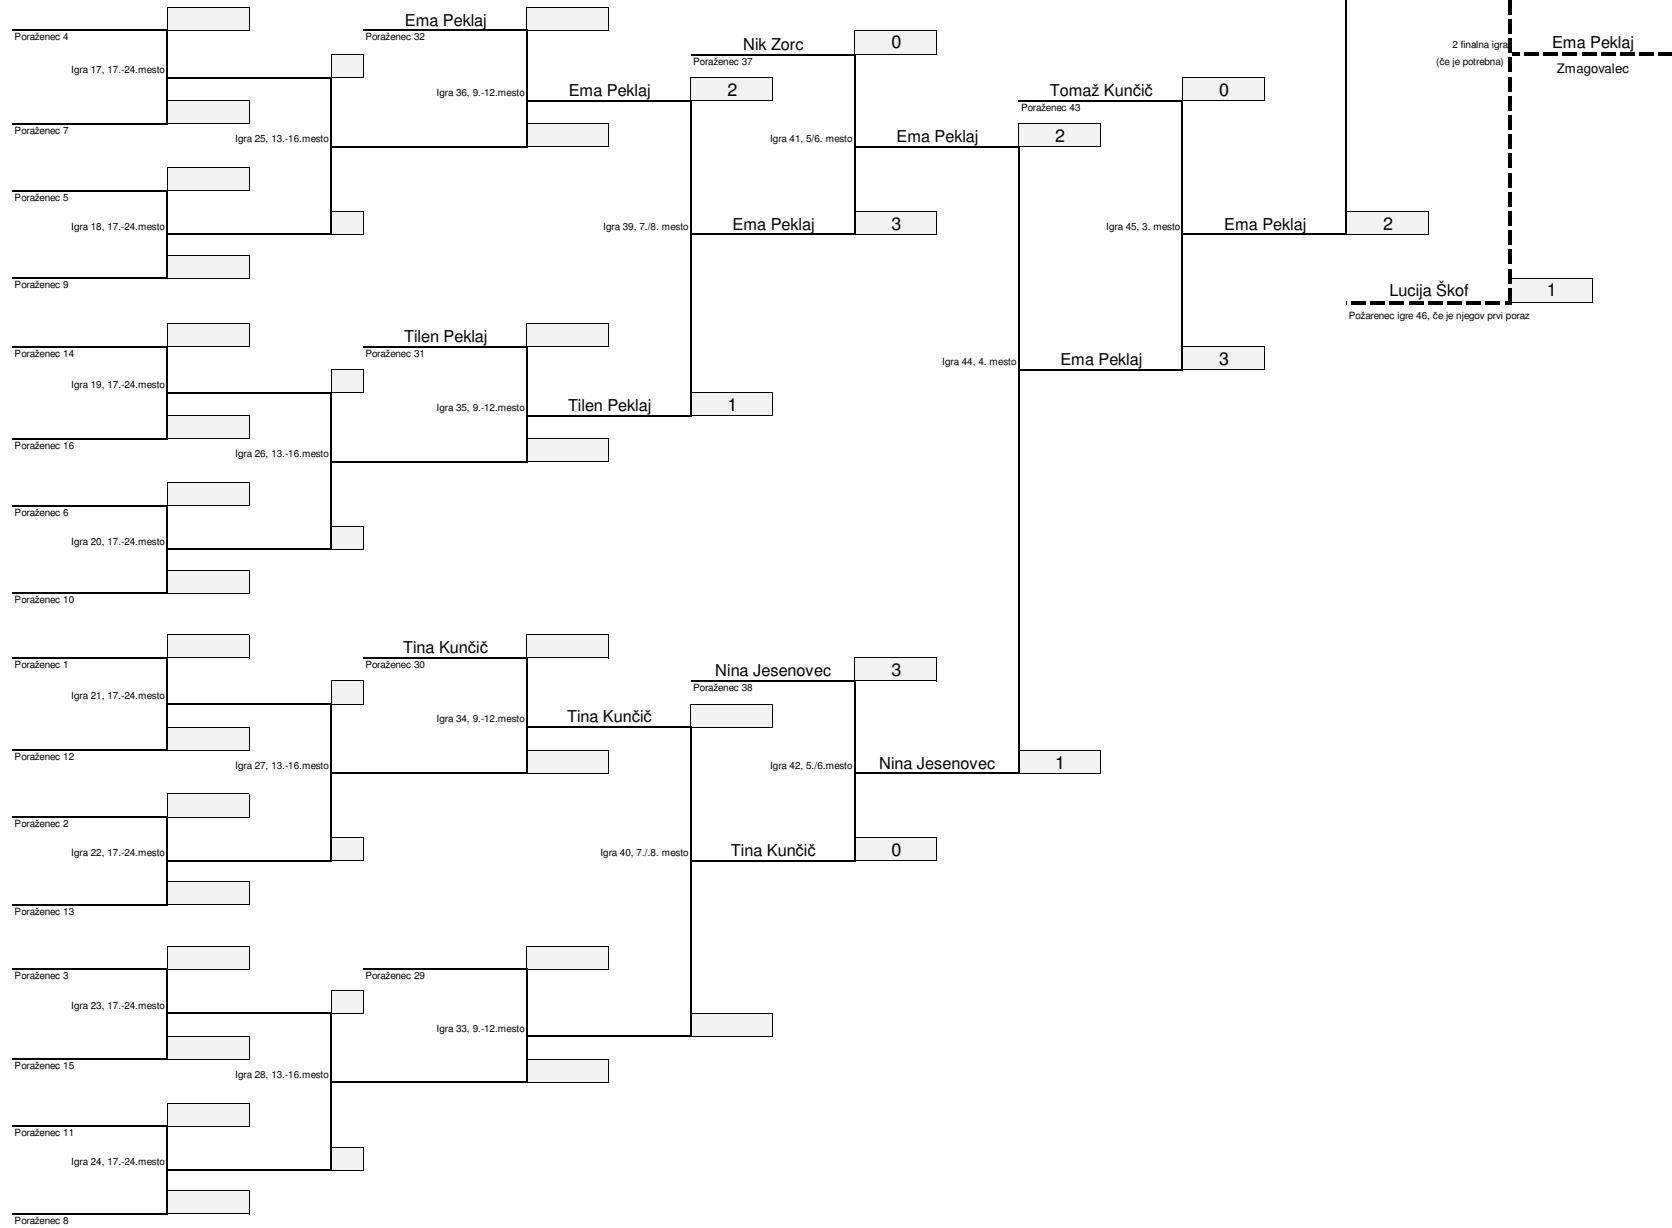 Ema Peklaj
Poraženec 4
Poraženec 32
Nik Zorc
0
2 finalna igra
Ema Peklaj
Igra 17, 17.-24.mesto
Poraženec 37
(če je potrebna)
Zmagovalec
Igra 36, 9.-12.mesto
Ema Peklaj
2
Tomaž Kunčič
0
Poraženec 43
Poraženec 7
Igra 25, 13.-16.mesto
Igra 41, 5/6. mesto
Ema Peklaj
2
Poraženec 5
Igra 18, 17.-24.mesto
Igra 39, 7./8. mesto
Ema Peklaj
3
Igra 45, 3. mesto
Ema Peklaj
2
Poraženec 9
Lucija Škof
1
Požarenec igre 46, če je njegov prvi poraz
Tilen Peklaj
Poraženec 14
Poraženec 31
Igra 44, 4. mesto
Ema Peklaj
3
Igra 19, 17.-24.mesto
Igra 35, 9.-12.mesto
Tilen Peklaj
1
Poraženec 16
Igra 26, 13.-16.mesto
Poraženec 6
Igra 20, 17.-24.mesto
Poraženec 10
Tina Kunčič
Poraženec 1
Poraženec 30
Nina Jesenovec
3
Poraženec 38
Igra 21, 17.-24.mesto
Igra 34, 9.-12.mesto
Tina Kunčič
Poraženec 12
Igra 27, 13.-16.mesto
Igra 42, 5./6.mesto
Nina Jesenovec
1
Poraženec 2
Igra 22, 17.-24.mesto
Igra 40, 7./.8. mesto
Tina Kunčič
0
Poraženec 13
Poraženec 3
Poraženec 29
Igra 23, 17.-24.mesto
Igra 33, 9.-12.mesto
Poraženec 15
Igra 28, 13.-16.mesto
Poraženec 11
Igra 24, 17.-24.mesto
Poraženec 8